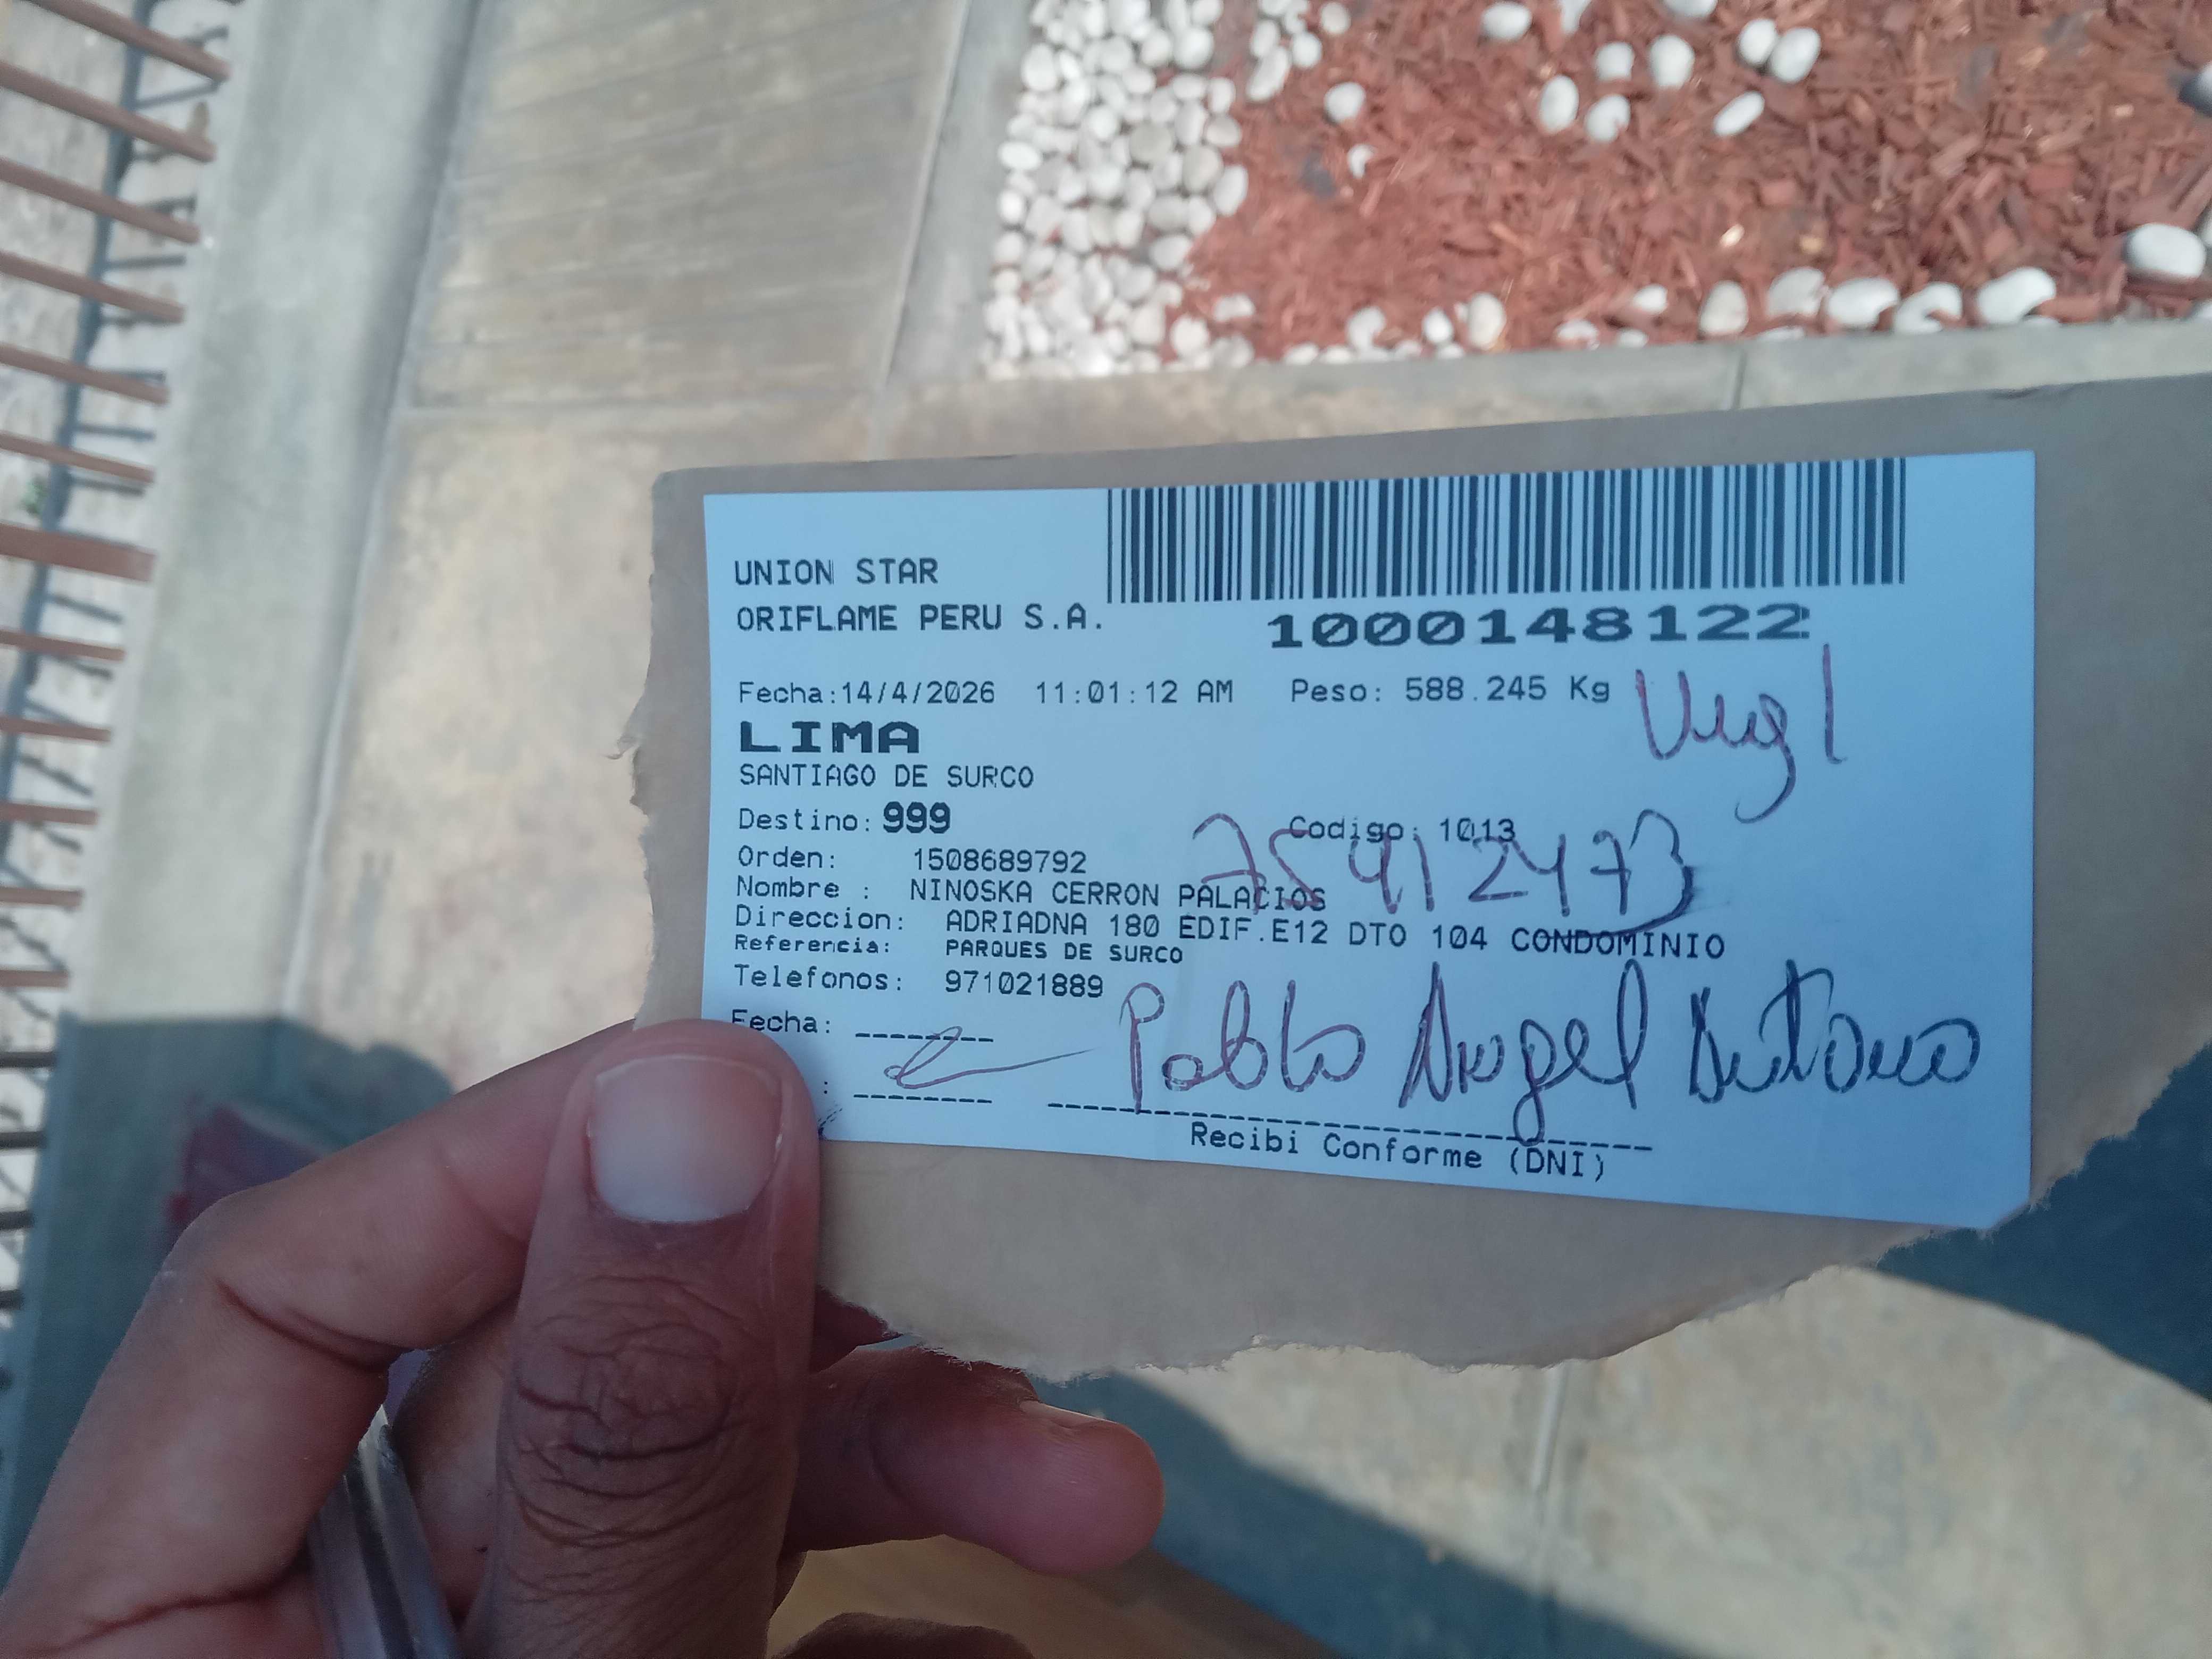 UNION STAR
ORIFLAME PERU S.A.
1000148122
Fecha:14/4/2026 11:01:12 AM Peso: 588.245 Kg
LIMA
SANTIAGO DE SURCO
Destino: 999 Codigo: 1013
75412473
Orden: 1508689792
Nombre : NINOSKA CERRON PALACIOS
Direccion: ADRIADNA 180 EDIF.E12 DTO 104 CONDOMINIO
Referencia: PARQUES DE SURCO
Telefonos: 971021889
Fecha:
Pablo Angel
:
Recibi Conforme (DNI)